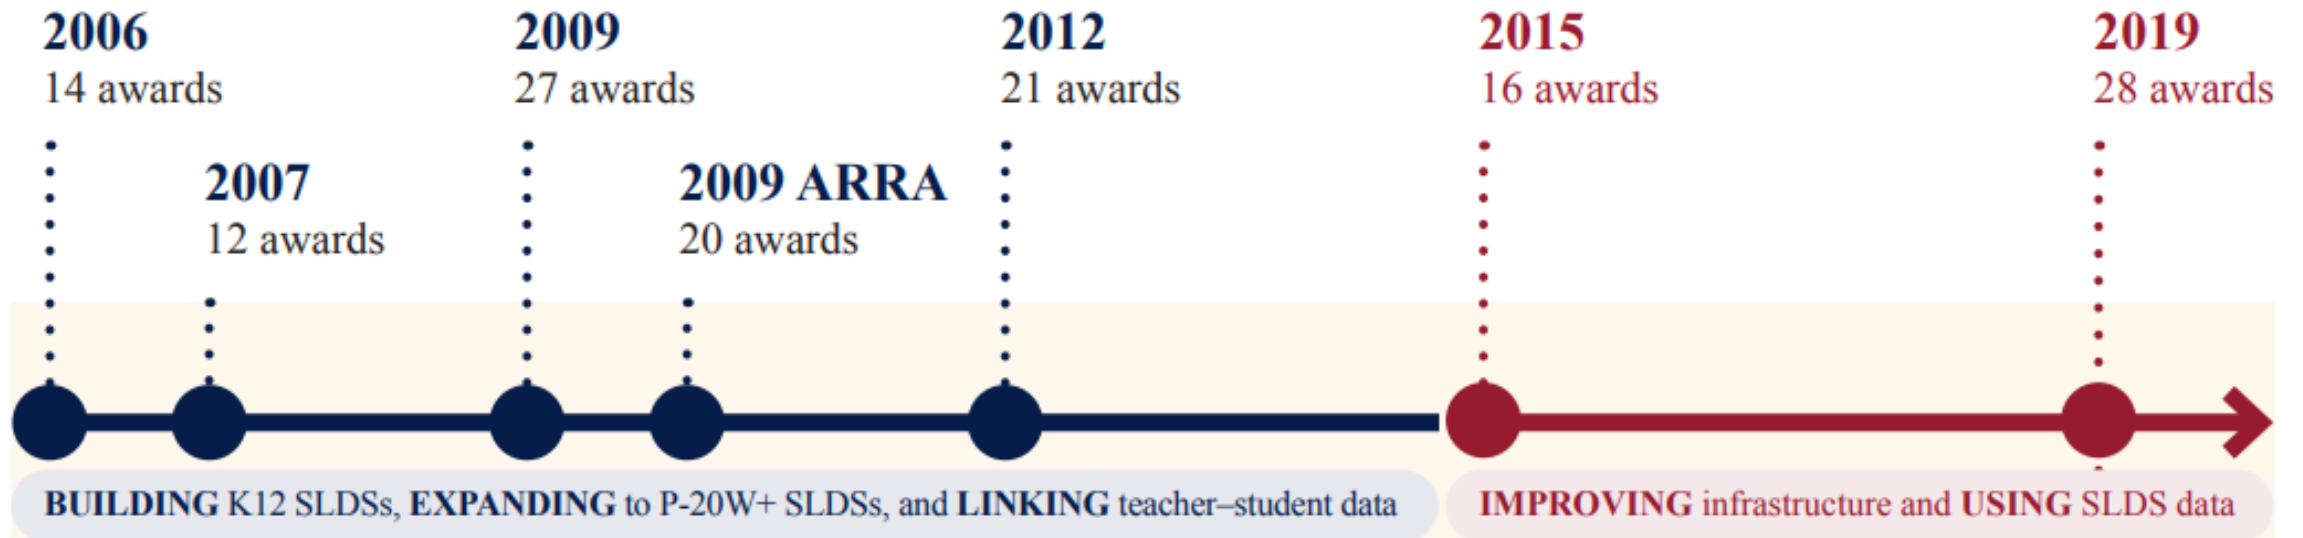 2006
14 awards
2007
12 awards
2009
27 awards
2009 ARRA
20 awards
2012
21 awards
2015
16 awards
2019
28 awards
BUILDING K12 SLDSs, EXPANDING to P-20W+ SLDSs, and LINKING teacher–student data
IMPROVING infrastructure and USING SLDS data